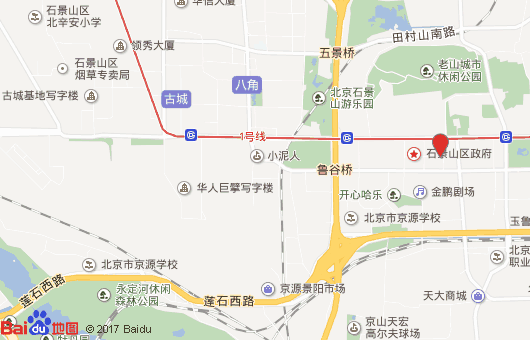 石景山区
北辛安小学
华信大厦
领秀大厦
五景桥
田村山南路
石景山区
烟草专卖局
老山城市
休闲公园
古城基地写字楼
古城
八角
北京石景
山游乐园
1号线
小泥人
石景山区政府
鲁谷桥
华人巨擘写字楼
开心哈乐
金鹏剧场
北京市京源学校
玉鲁
北京市京源学校
北京
职业
莲石西路
永定河休闲
森林公园
莲石西路
京源景阳市场
天大商城
Bai du 地图
© 2017 Baidu
京山天宏
高尔夫球场